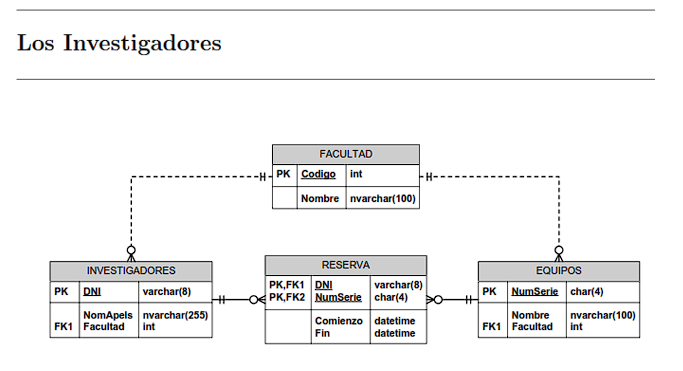 Los Investigadores
FACULTAD
PK Codigo int
Nombre nvarchar(100)
INVESTIGADORES
PK DNI varchar(8)
NomApels nvarchar(255)
FK1 Facultad int
RESERVA
PK,FK1 DNI varchar(8)
PK,FK2 NumSerie char(4)
Comienzo datetime
Fin datetime
EQUIPOS
PK NumSerie char(4)
Nombre nvarchar(100)
FK1 Facultad int